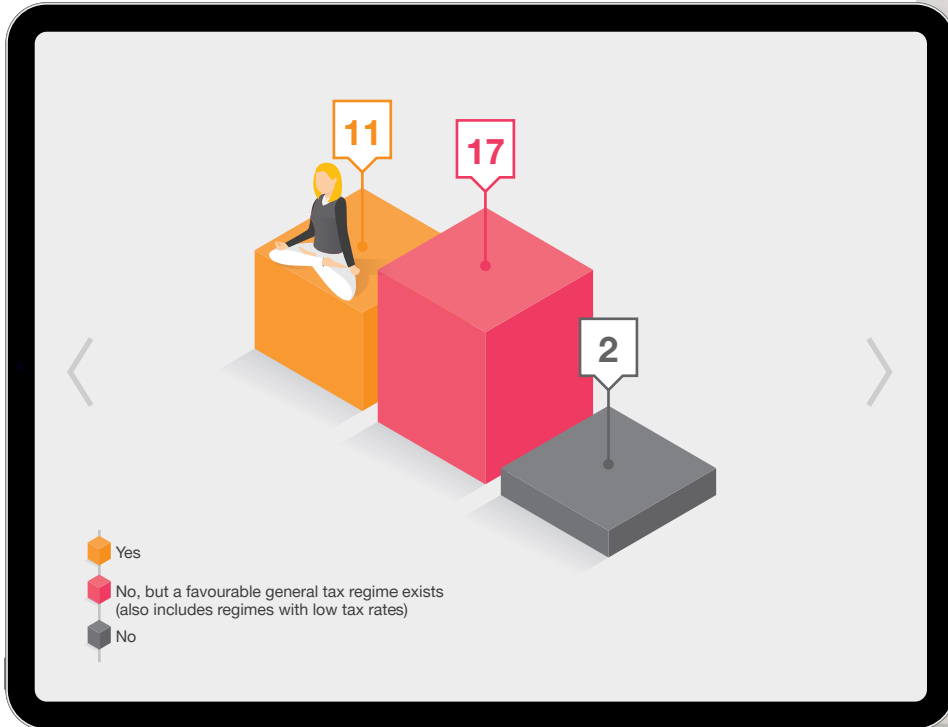 11
17
2
Yes
No, but a favourable general tax regime exists
(also includes regimes with low tax rates)
No